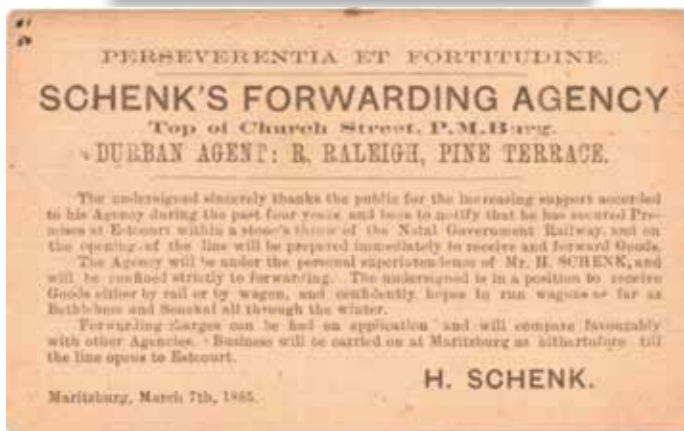 PERSEVERENTIA ET FORTITUDINE.
SCHENK'S FORWARDING AGENCY
Top of Church Street, P.M.Burg.
DURBAN AGENT: R. RALEIGH, PINE TERRACE.
The undersigned sincerely thanks the public for the increasing support accorded
to his Agency during the past four years, and begs to notify that he has secured Pre-
mises at Estcourt within a stone's throw of the Natal Government Railway, and on
the opening of the line will be prepared immediately to receive and forward Goods.
The Agency will be under the personal superintendence of Mr. H. SCHENK, and
will be confined strictly to forwarding. The undersigned is in a position to receive
Goods either by rail or by wagon, and confidently hopes to run wagons as far as
Bethlehem and Senekal all through the winter.
Forwarding charges can be had on application and will compare favourably
with other Agencies. Business will be carried on at Maritzburg as hithertofore till
the line opens to Estcourt.
H. SCHENK.
Maritzburg, March 7th, 1885.